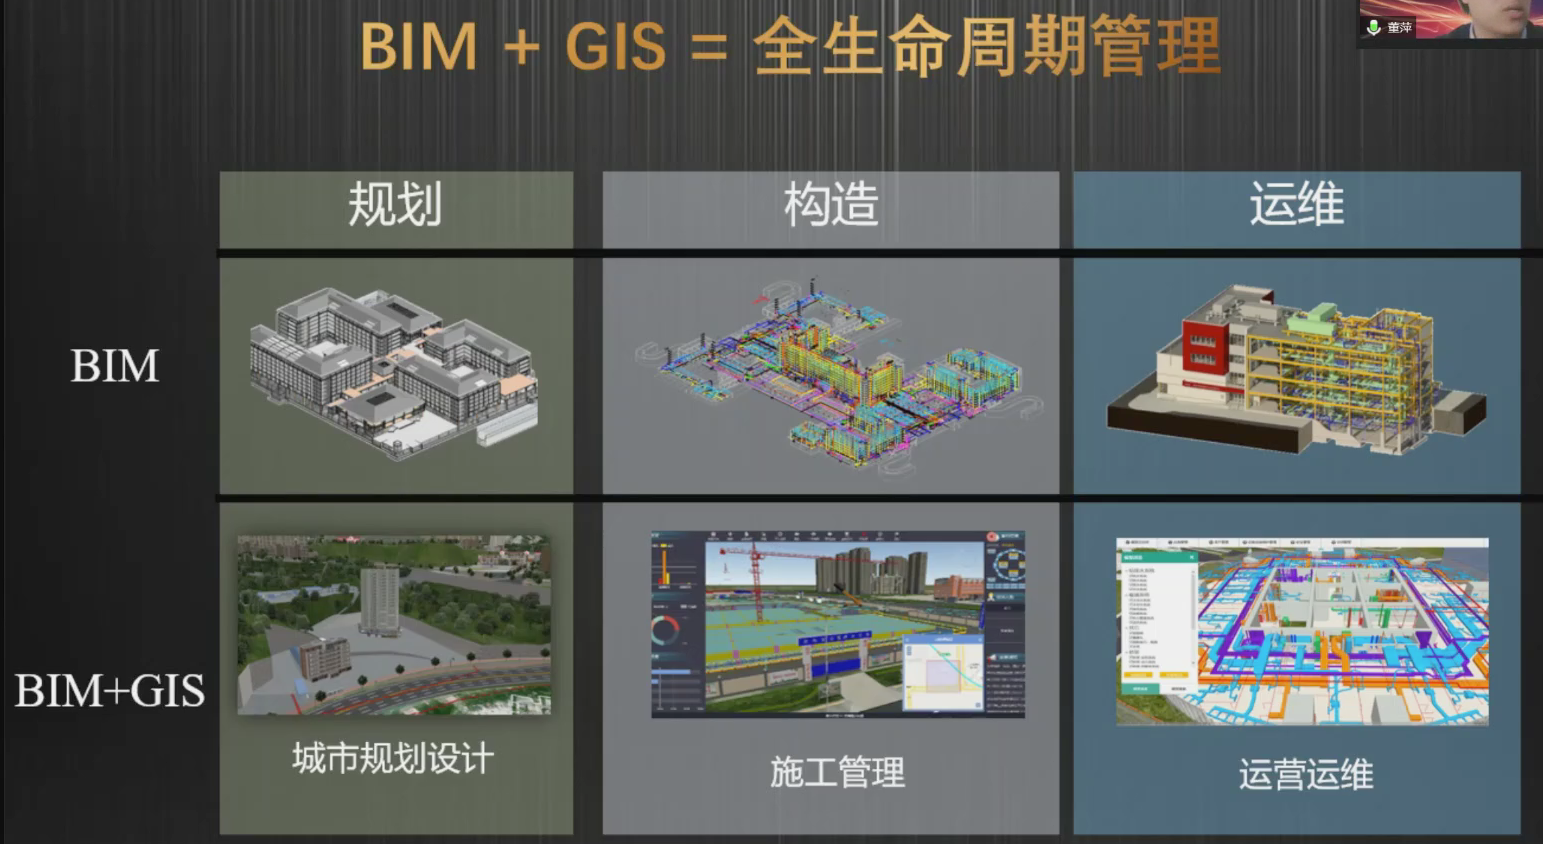 BIM + GIS = 全生命周期管理
董萍
规划
构造
运维
BIM
BIM+GIS
城市规划设计
施工管理
运营运维